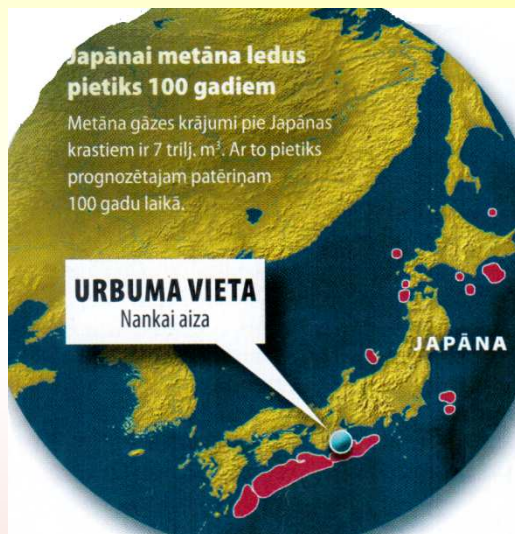 Japānai metāna ledus
pietiks 100 gadiem
Metāna gāzes krājumi pie Japānas
krastiem ir 7 trilj. m³. Ar to pietiks
prognozētajam patēriņam
100 gadu laikā.
URBUMA VIETA
Nankai aiza
JAPĀNA